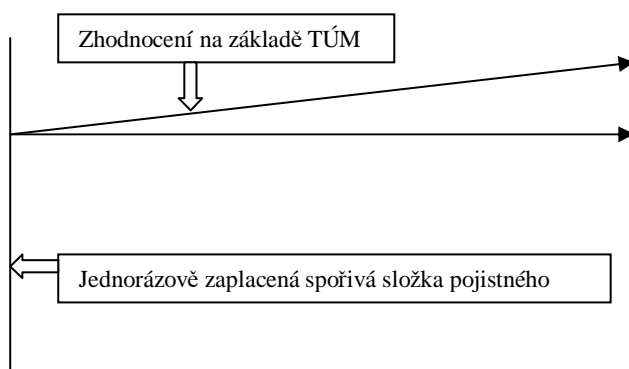 Zhodnocení na základě TÚM
Jednorázově zaplacená spořivá složka pojistného